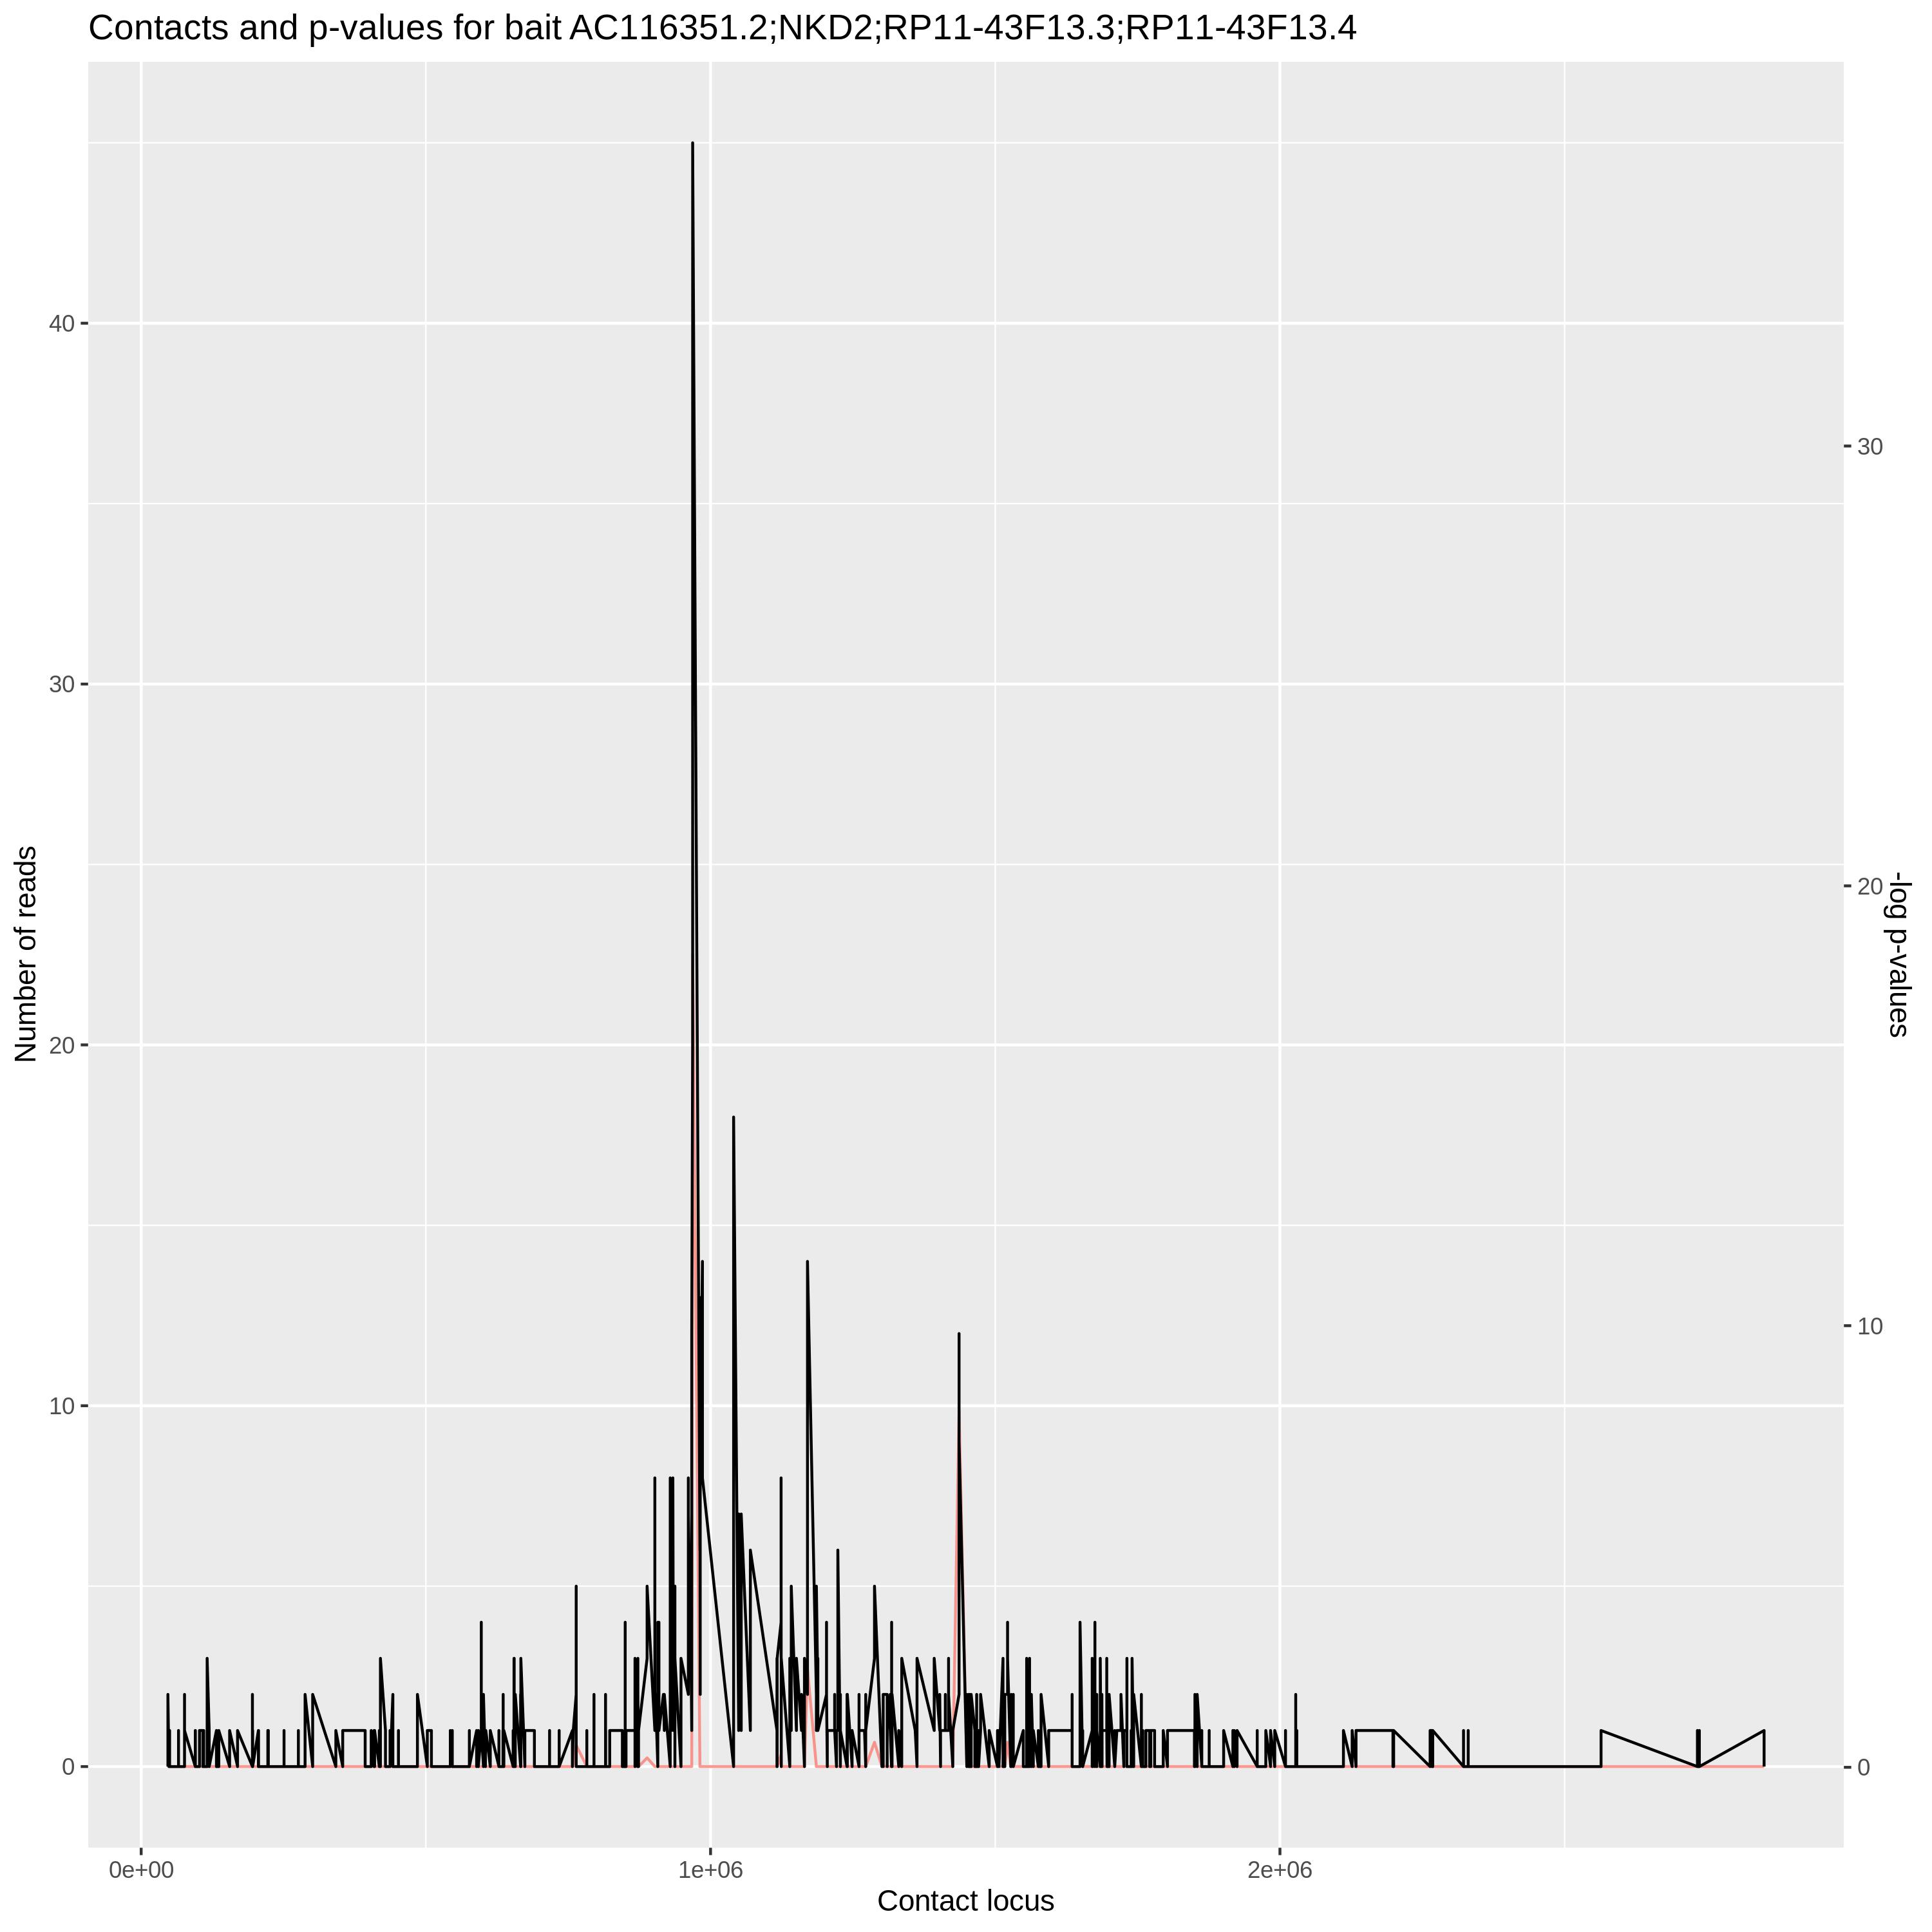 Contacts and p-values for bait AC116351.2;NKD2;RP11-43F13.3;RP11-43F13.4
Number of reads
40
30
20
10
0
30
20
10
0
-log p-values
0e+00
1e+06
2e+06
Contact locus